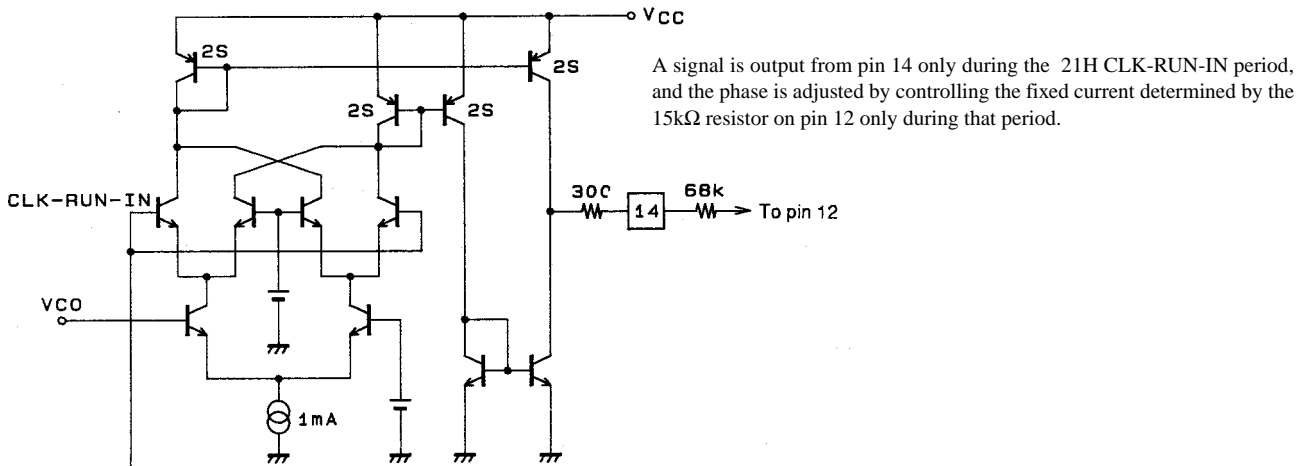 VCC
2S
2S
A signal is output from pin 14 only during the 21H CLK-RUN-IN period,
and the phase is adjusted by controlling the fixed current determined by the
15kΩ resistor on pin 12 only during that period.
2S
2S
CLK-RUN-IN
300
14
68k
To pin 12
VCO
1mA